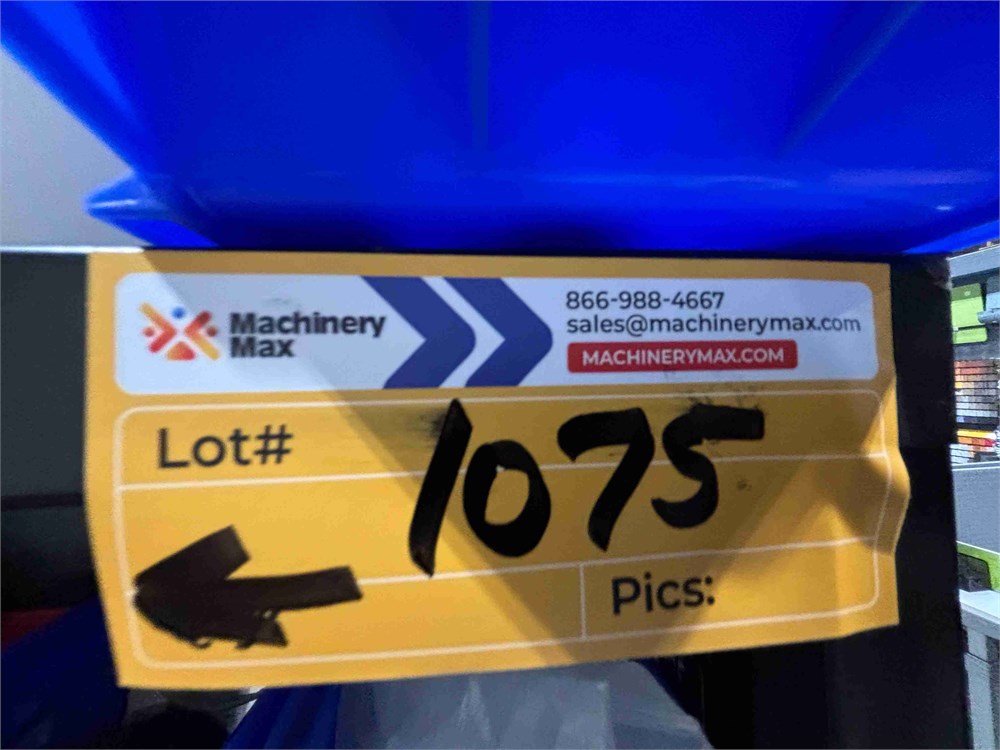 Machinery
Max
866-988-4667
sales@machinerymax.com
MACHINERYMAX.COM
Lot# 1075
Pics: